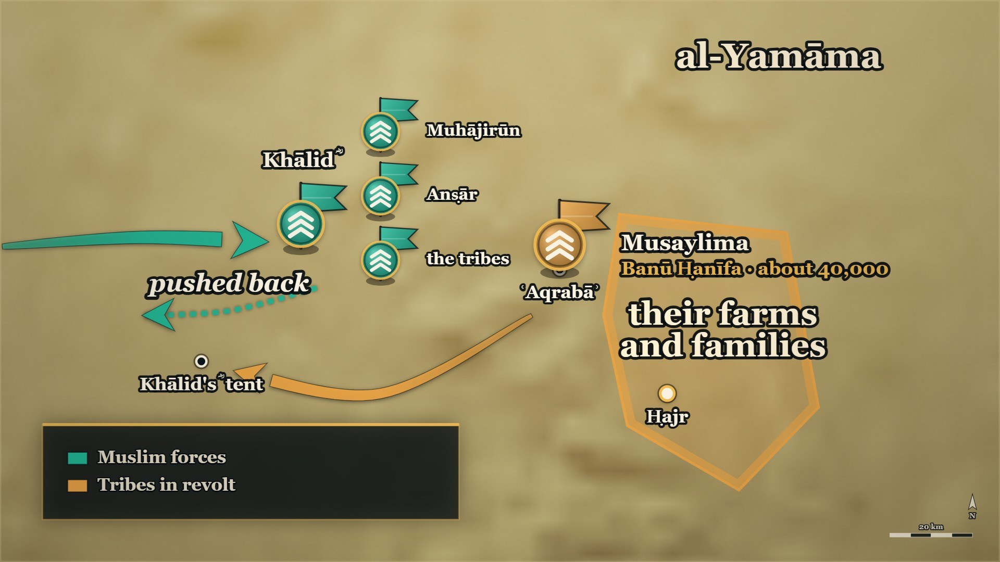 al-Yamāma
Muhājirūn
Khālid ؓ
Anṣār
Musaylima
the tribes
Banū Ḥanīfa • about 40,000
pushed back
ʿAqrabāʾ
their farms
and families
Khālid's ؓ tent
Ḥajr
Muslim forces
Tribes in revolt
N
20 km